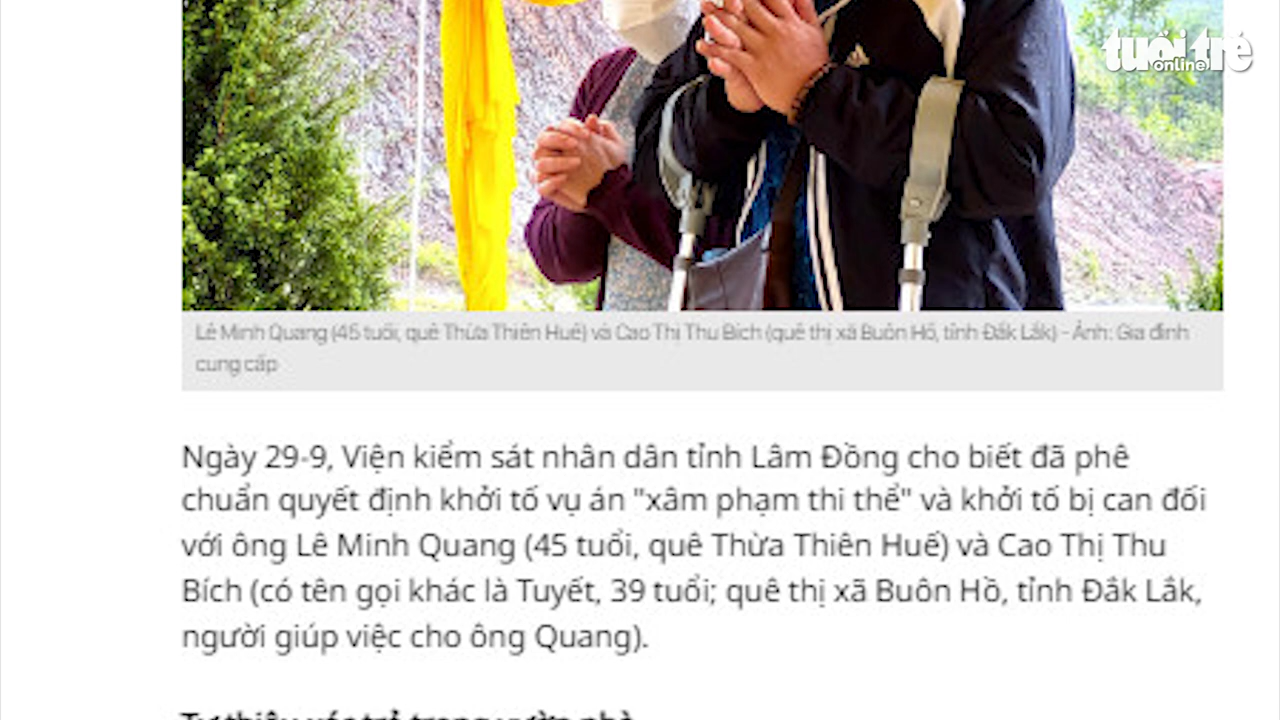 tuổi trẻ
online
Lê Minh Quang (45 tuổi, quê Thừa Thiên Huế) và Cao Thị Thu Bích (quê thị xã Buôn Hồ, tỉnh Đắk Lắk) - Ảnh: Gia đình
cung cấp
Ngày 29-9, Viện kiểm sát nhân dân tỉnh Lâm Đồng cho biết đã phê
chuẩn quyết định khởi tố vụ án "xâm phạm thi thể" và khởi tố bị can đối
với ông Lê Minh Quang (45 tuổi, quê Thừa Thiên Huế) và Cao Thị Thu
Bích (có tên gọi khác là Tuyết, 39 tuổi; quê thị xã Buôn Hồ, tỉnh Đắk Lắk,
người giúp việc cho ông Quang).